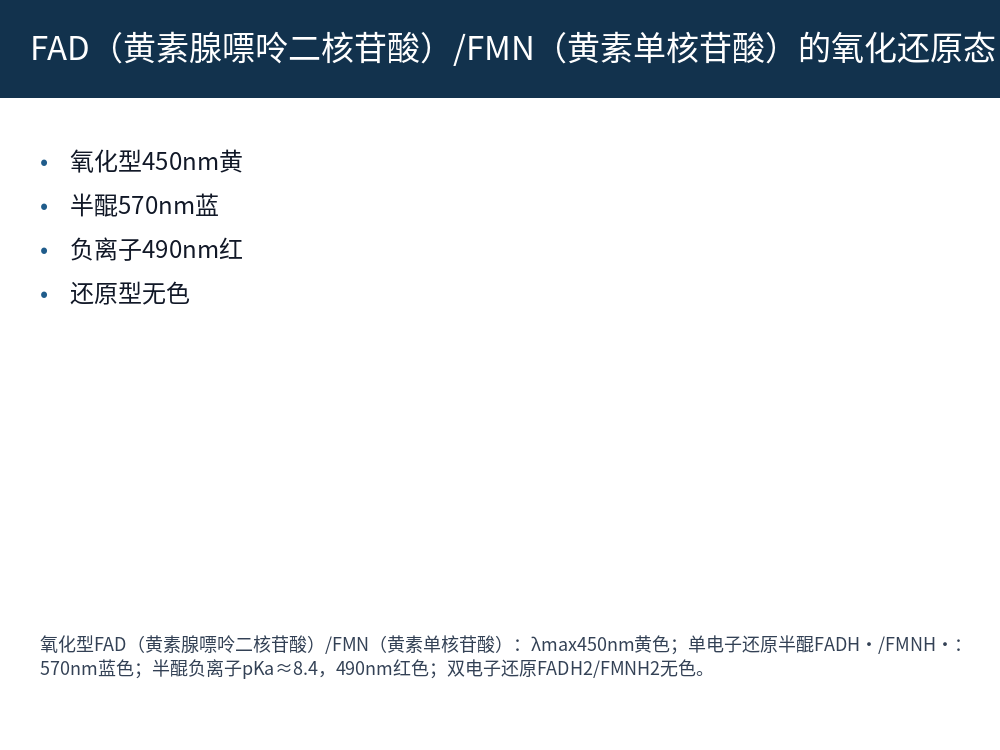 FAD（黄素腺嘌呤二核苷酸）/FMN（黄素单核苷酸）的氧化还原态
• 氧化型450nm黄
• 半醌570nm蓝
• 负离子490nm红
• 还原型无色
氧化型FAD（黄素腺嘌呤二核苷酸）/FMN（黄素单核苷酸）：λmax450nm黄色；单电子还原半醌FADH·/FMNH·：
570nm蓝色；半醌负离子pKa≈8.4，490nm红色；双电子还原FADH2/FMNH2无色。